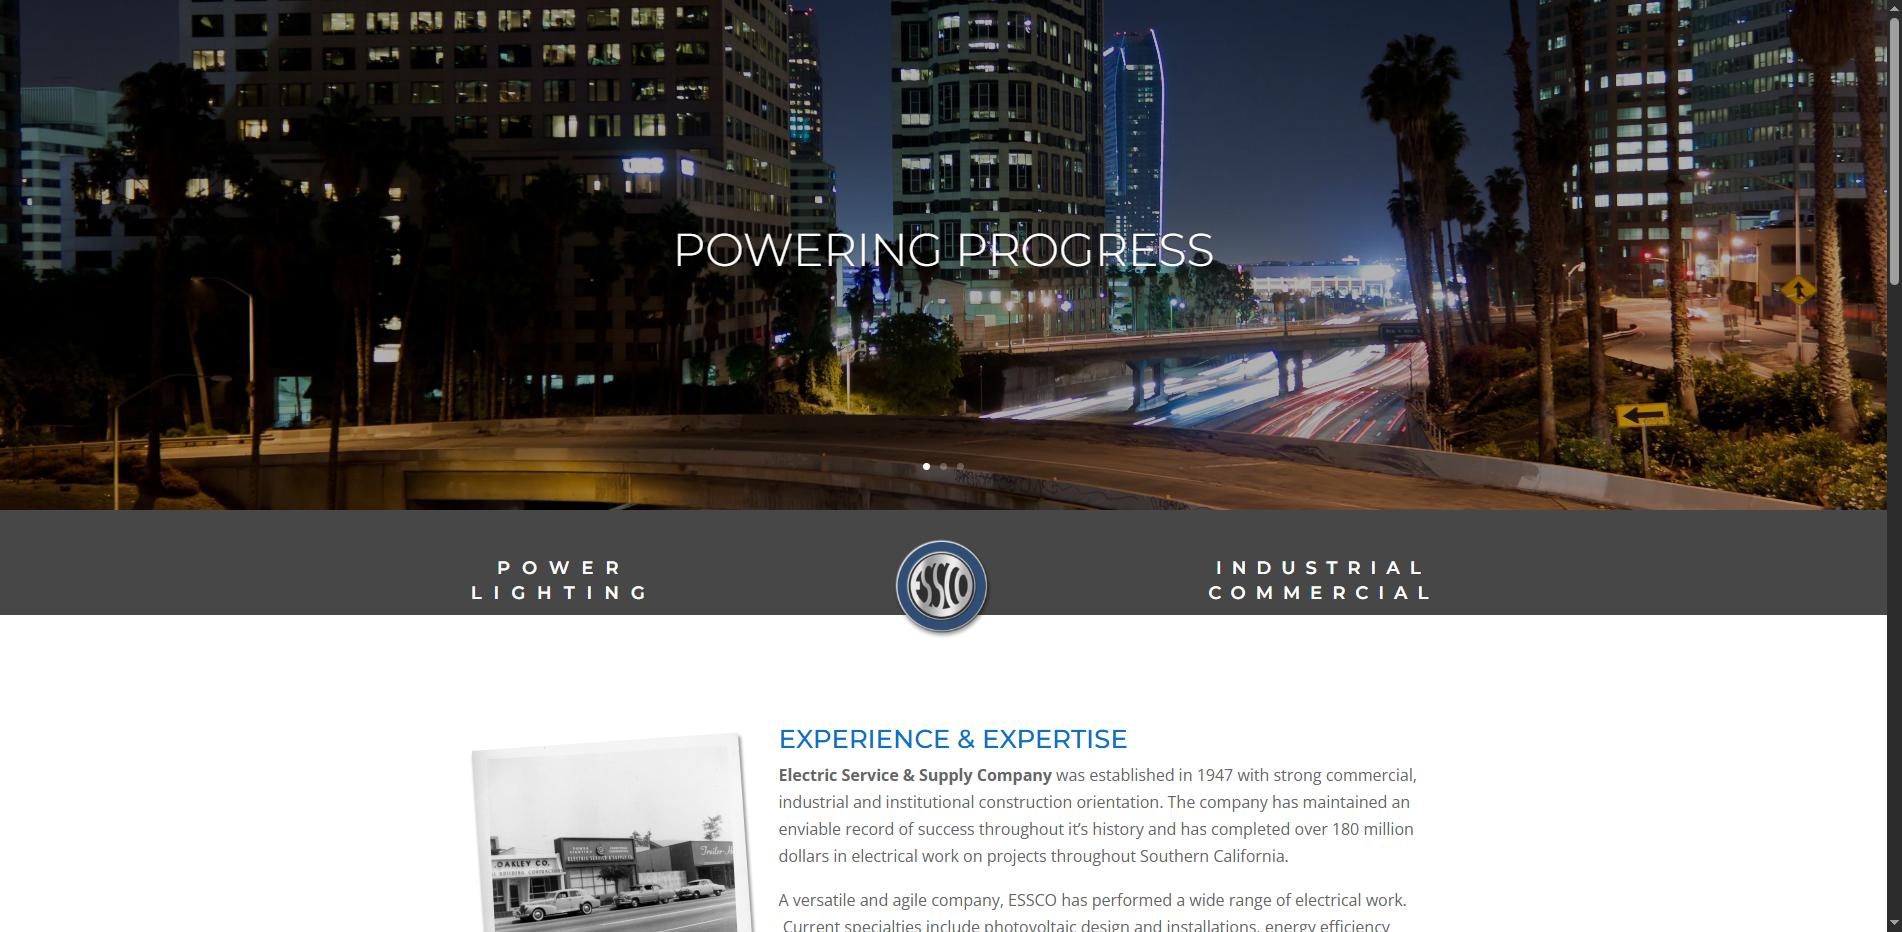 POWERING PROGRESS
POWER
LIGHTING
ESSCO
INDUSTRIAL
COMMERCIAL
EXPERIENCE & EXPERTISE
Electric Service & Supply Company was established in 1947 with strong commercial,
industrial and institutional construction orientation. The company has maintained an
enviable record of success throughout it’s history and has completed over 180 million
dollars in electrical work on projects throughout Southern California.
OAKLEY CO.
ELECTRIC SERVICE & SUPPLY CO.
A versatile and agile company, ESSCO has performed a wide range of electrical work.
Current specialties include photovoltaic design and installations, energy efficiency